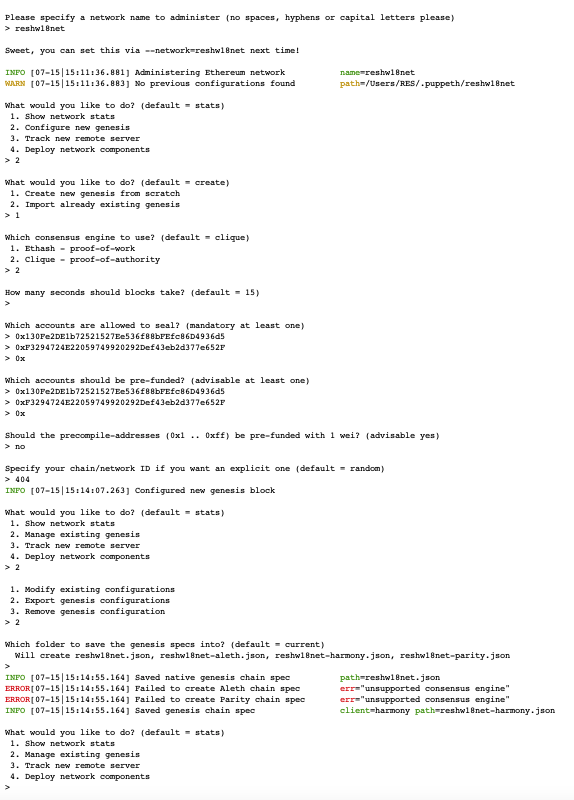 Please specify a network name to administer (no spaces, hyphens or capital letters please)
> reshw18net
Sweet, you can set this via --network=reshw18net next time!
INFO [07-15|15:11:36.881] Administering Ethereum network name=reshw18net
WARN [07-15|15:11:36.883] No previous configurations found path=/Users/RES/.puppeth/reshw18net
What would you like to do? (default = stats)
1. Show network stats
2. Configure new genesis
3. Track new remote server
4. Deploy network components
> 2
What would you like to do? (default = create)
1. Create new genesis from scratch
2. Import already existing genesis
> 1
Which consensus engine to use? (default = clique)
1. Ethash - proof-of-work
2. Clique - proof-of-authority
> 2
How many seconds should blocks take? (default = 15)
>
Which accounts are allowed to seal? (mandatory at least one)
> 0x130Fe2DE1b72521527Ee536f88bFEfc86D4936d5
> 0xF3294724E22059749920292Def43eb2d377e652F
> 0x
Which accounts should be pre-funded? (advisable at least one)
> 0x130Fe2DE1b72521527Ee536f88bFEfc86D4936d5
> 0xF3294724E22059749920292Def43eb2d377e652F
> 0x
Should the precompile-addresses (0x1 .. 0xff) be pre-funded with 1 wei? (advisable yes)
> no
Specify your chain/network ID if you want an explicit one (default = random)
> 404
INFO [07-15|15:14:07.263] Configured new genesis block
What would you like to do? (default = stats)
1. Show network stats
2. Manage existing genesis
3. Track new remote server
4. Deploy network components
> 2
1. Modify existing configurations
2. Export genesis configurations
3. Remove genesis configuration
> 2
Which folder to save the genesis specs into? (default = current)
Will create reshw18net.json, reshw18net-aleth.json, reshw18net-harmony.json, reshw18net-parity.json
>
INFO [07-15|15:14:55.164] Saved native genesis chain spec path=reshw18net.json
ERROR[07-15|15:14:55.164] Failed to create Aleth chain spec err="unsupported consensus engine"
ERROR[07-15|15:14:55.164] Failed to create Parity chain spec err="unsupported consensus engine"
INFO [07-15|15:14:55.164] Saved genesis chain spec client=harmony path=reshw18net-harmony.json
What would you like to do? (default = stats)
1. Show network stats
2. Manage existing genesis
3. Track new remote server
4. Deploy network components
>